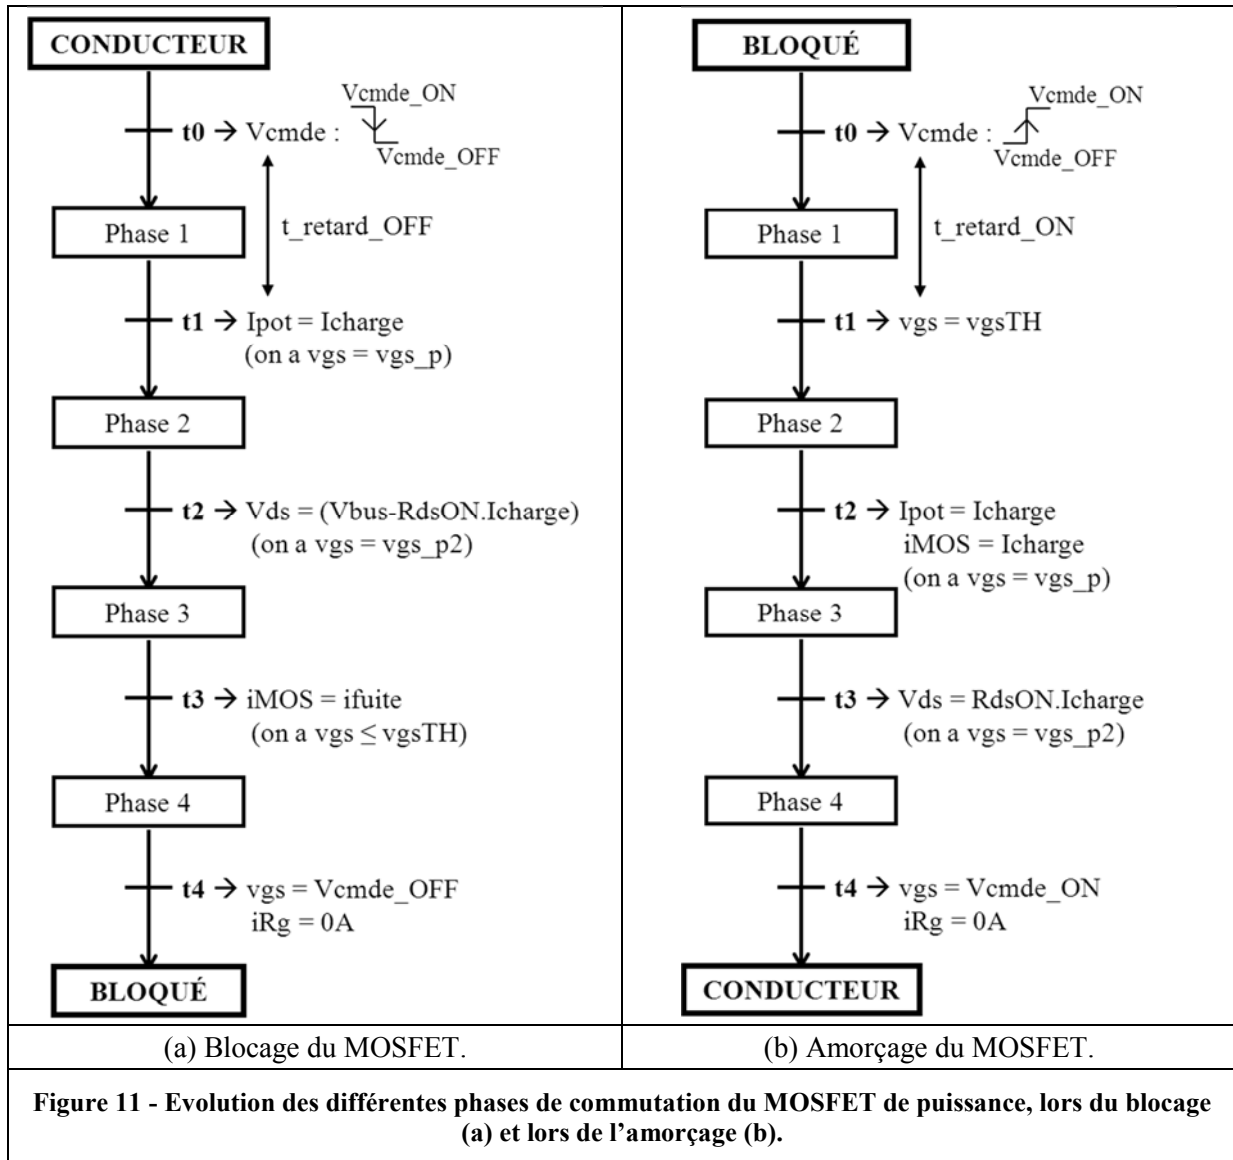 CONDUCTEUR
Vcmde_ON
t0 → Vcmde :
Vcmde_OFF
Phase 1
t_retard_OFF
t1 → Ipot = Icharge
(on a vgs = vgs_p)
Phase 2
t2 → Vds = (Vbus-RdsON.Icharge)
(on a vgs = vgs_p2)
Phase 3
t3 → iMOS = ifuite
(on a vgs ≤ vgsTH)
Phase 4
t4 → vgs = Vcmde_OFF
iRg = 0A
BLOQUÉ
(a) Blocage du MOSFET.
BLOQUÉ
Vcmde_ON
t0 → Vcmde :
Vcmde_OFF
Phase 1
t_retard_ON
t1 → vgs = vgsTH
Phase 2
t2 → Ipot = Icharge
iMOS = Icharge
(on a vgs = vgs_p)
Phase 3
t3 → Vds = RdsON.Icharge
(on a vgs = vgs_p2)
Phase 4
t4 → vgs = Vcmde_ON
iRg = 0A
CONDUCTEUR
(b) Amorçage du MOSFET.
Figure 11 - Evolution des différentes phases de commutation du MOSFET de puissance, lors du blocage
(a) et lors de l’amorçage (b).